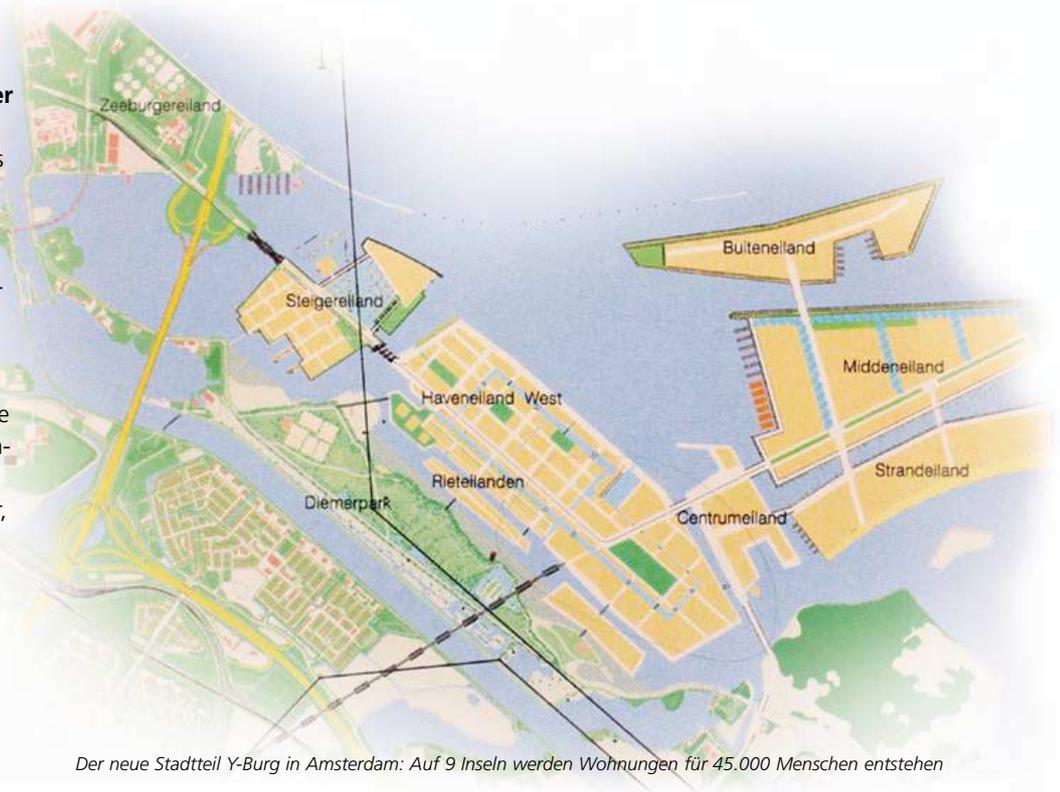 Zeeburgereiland
Buiteneiland
Steigereiland
Middeneiland
Haveneiland West
Strandeiland
Rieteilanden
Diemerpark
Centrumeiland
Der neue Stadtteil Y-Burg in Amsterdam: Auf 9 Inseln werden Wohnungen für 45.000 Menschen entstehen